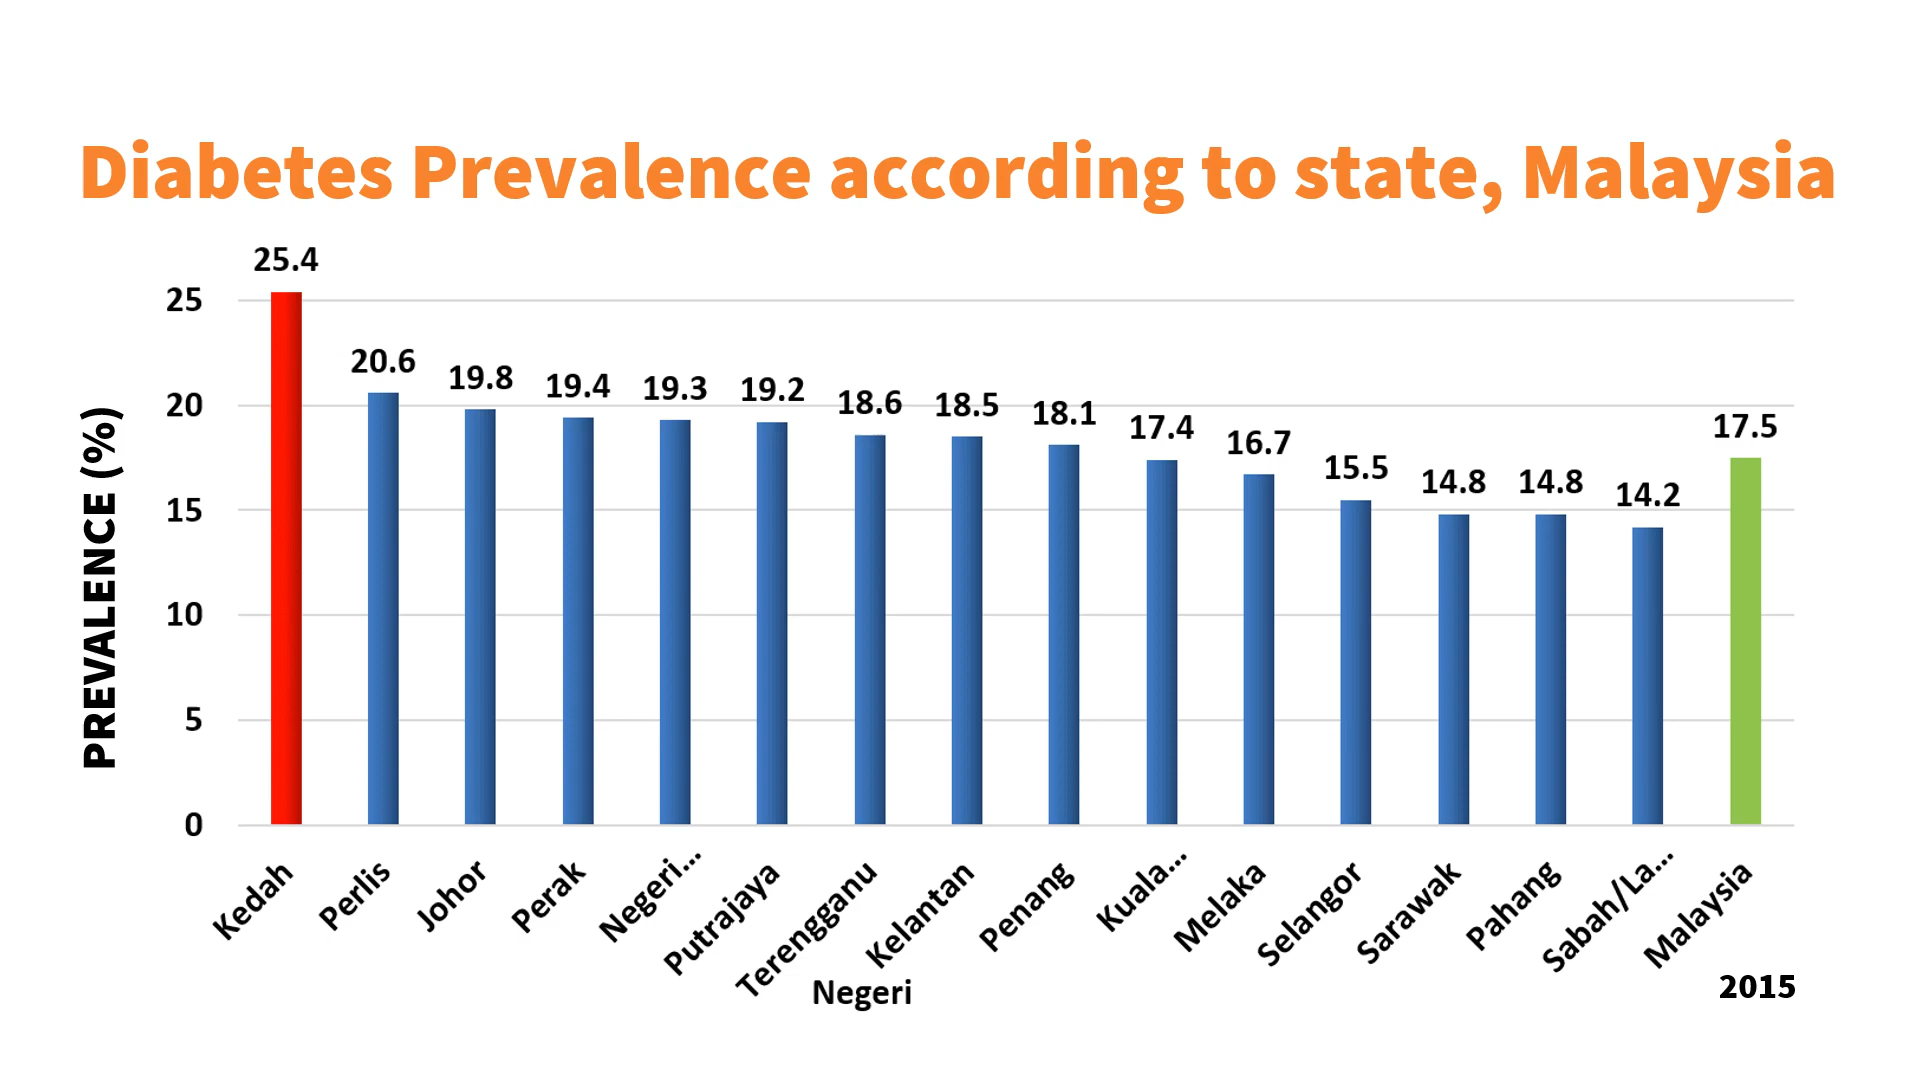 Diabetes Prevalence according to state, Malaysia
PREVALENCE (%)
25
20
15
10
5
0
25.4
20.6
19.8
19.4
19.3
19.2
18.6
18.5
18.1
17.4
16.7
15.5
14.8
14.8
14.2
17.5
Kedah
Perlis
Johor
Perak
Negeri...
Putrajaya
Terengganu
Kelantan
Penang
Kuala...
Melaka
Selangor
Sarawak
Pahang
Sabah/La...
Malaysia
Negeri
2015